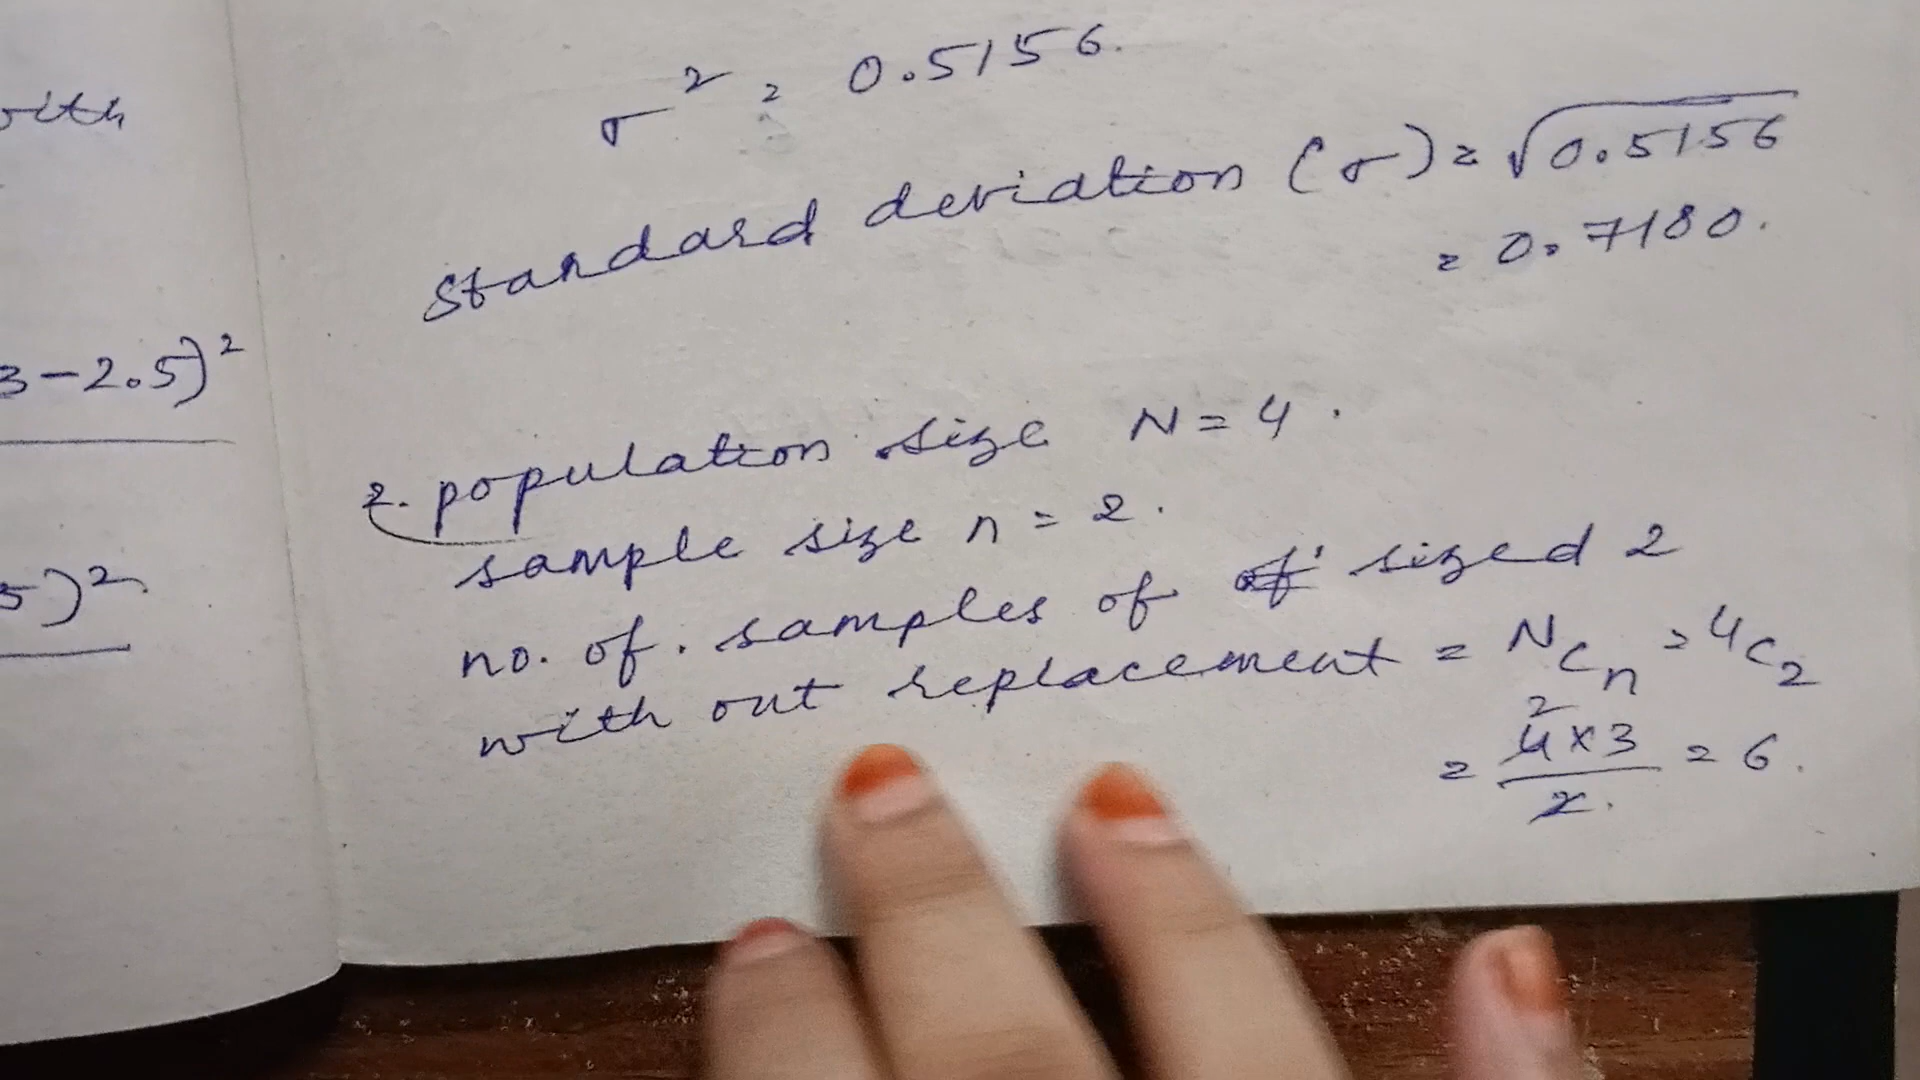 with
3-2.5)²
5)²
σ² = 0.5156.
standard deviation (σ) = √0.5156
= 0.7180.
2. population size N = 4.
sample size n = 2.
no. of. samples of of sized 2
with out replacement = NCn = 4C2
= 4×3/2. = 6.